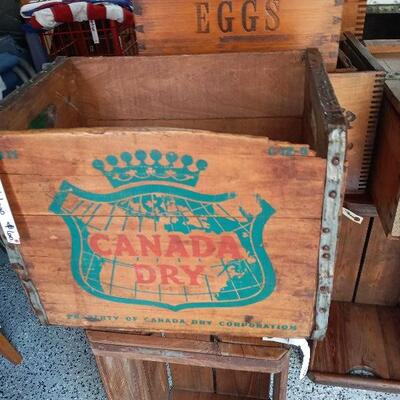 EGGS
CANADA
DRY
PROPERTY OF CANADA DRY CORPORATION